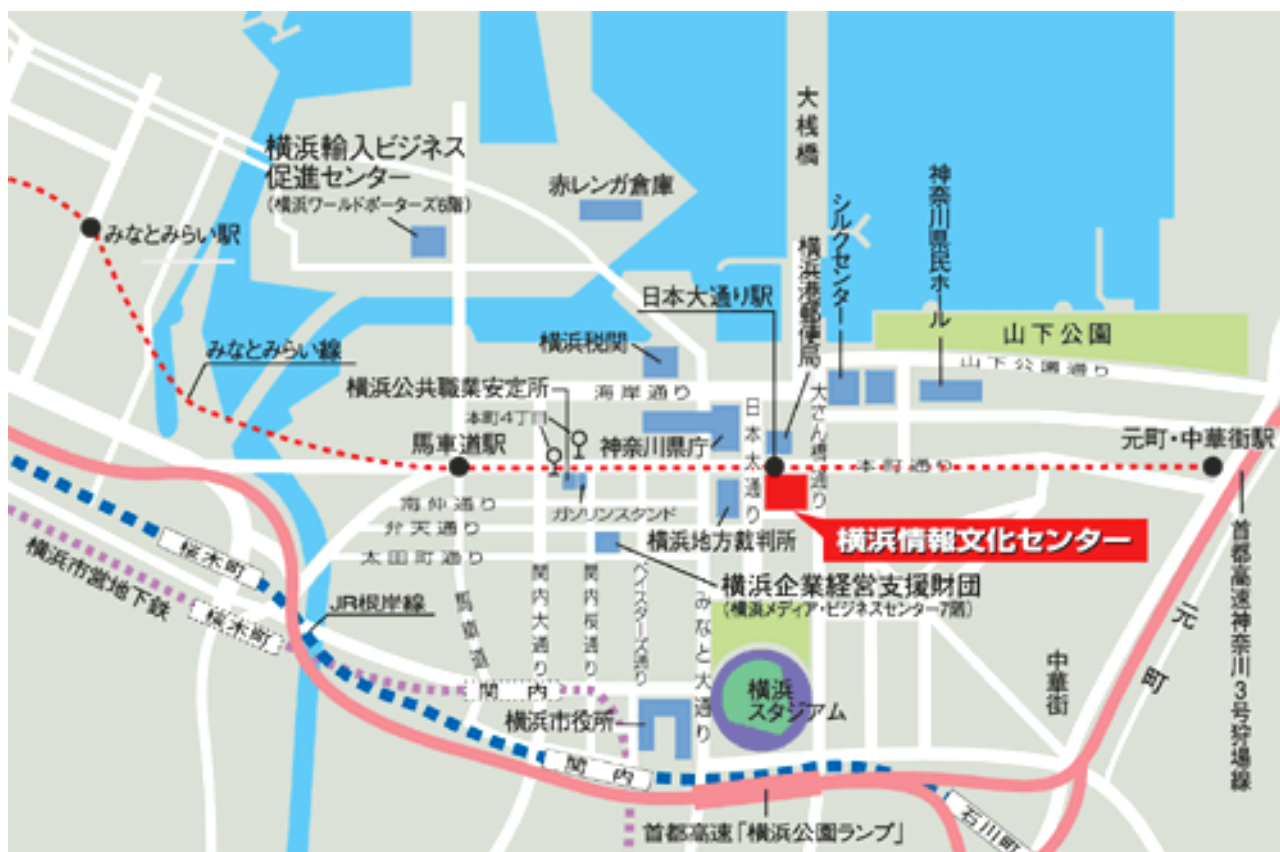 大桟橋
横浜輸入ビジネス
促進センター
(横浜ワールドポーターズ6階)
赤レンガ倉庫
神奈川県民ホール
シルクセンター
横浜港郵便局
みなとみらい駅
日本大通り駅
山下公園
横浜税関
みなとみらい線
山下公園通り
横浜公共職業安定所
海岸通り
大さん橋通り
日本大通り
本町4丁目
馬車道駅
神奈川県庁
元町・中華街駅
本町通り
南仲通り
ガソリンスタンド
弁天通り
横浜地方裁判所
横浜情報文化センター
太田町通り
桜木町
横浜市営地下鉄
桜木町
JR根岸線
横浜企業経営支援財団
(横浜メディア・ビジネスセンター7階)
馬車道
関内大通り
関内桜通り
ベイスターズ通り
みなと大通り
首都高速神奈川3号狩場線
元町
中華街
関内
横浜
スタジアム
横浜市役所
関内
石川町
首都高速「横浜公園ランプ」